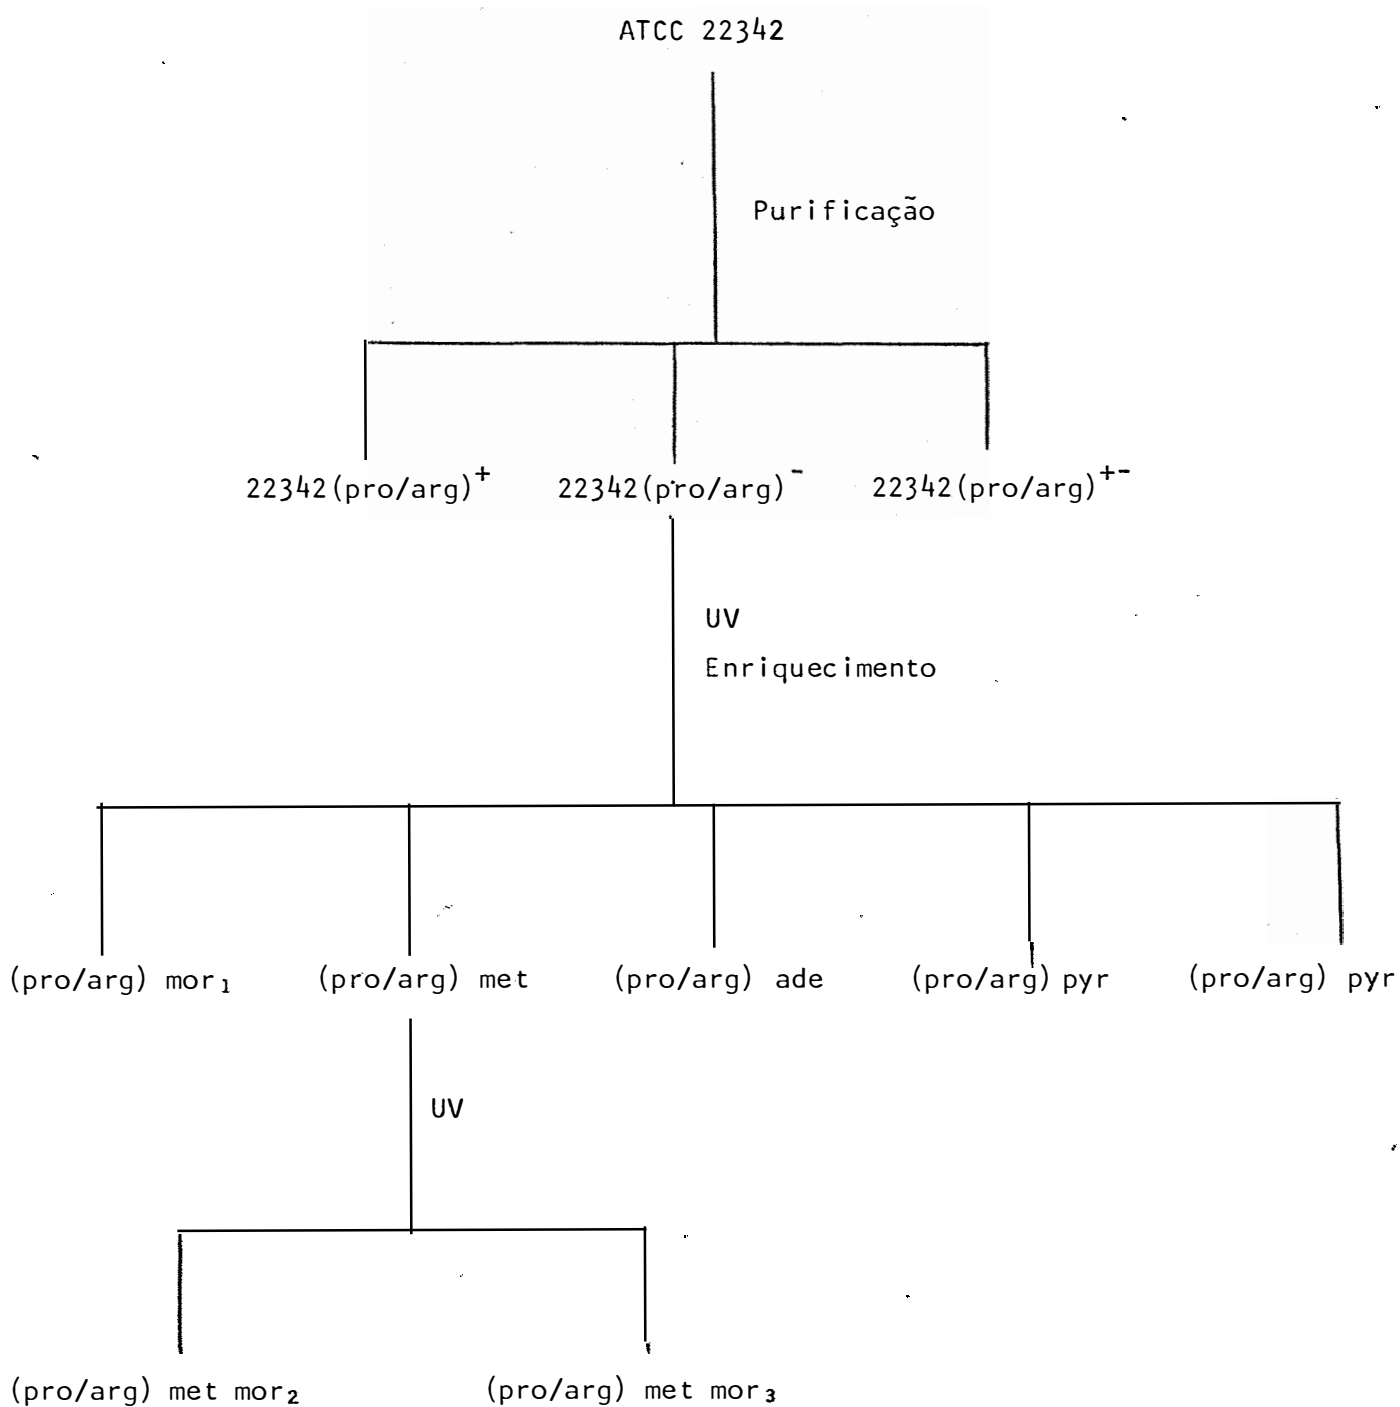 ATCC 22342
Purificação
22342(pro/arg)⁺ 22342(pro/arg)⁻ 22342(pro/arg)⁺⁻
UV
Enriquecimento
(pro/arg) mor₁ (pro/arg) met (pro/arg) ade (pro/arg) pyr (pro/arg) pyr
UV
(pro/arg) met mor₂ (pro/arg) met mor₃